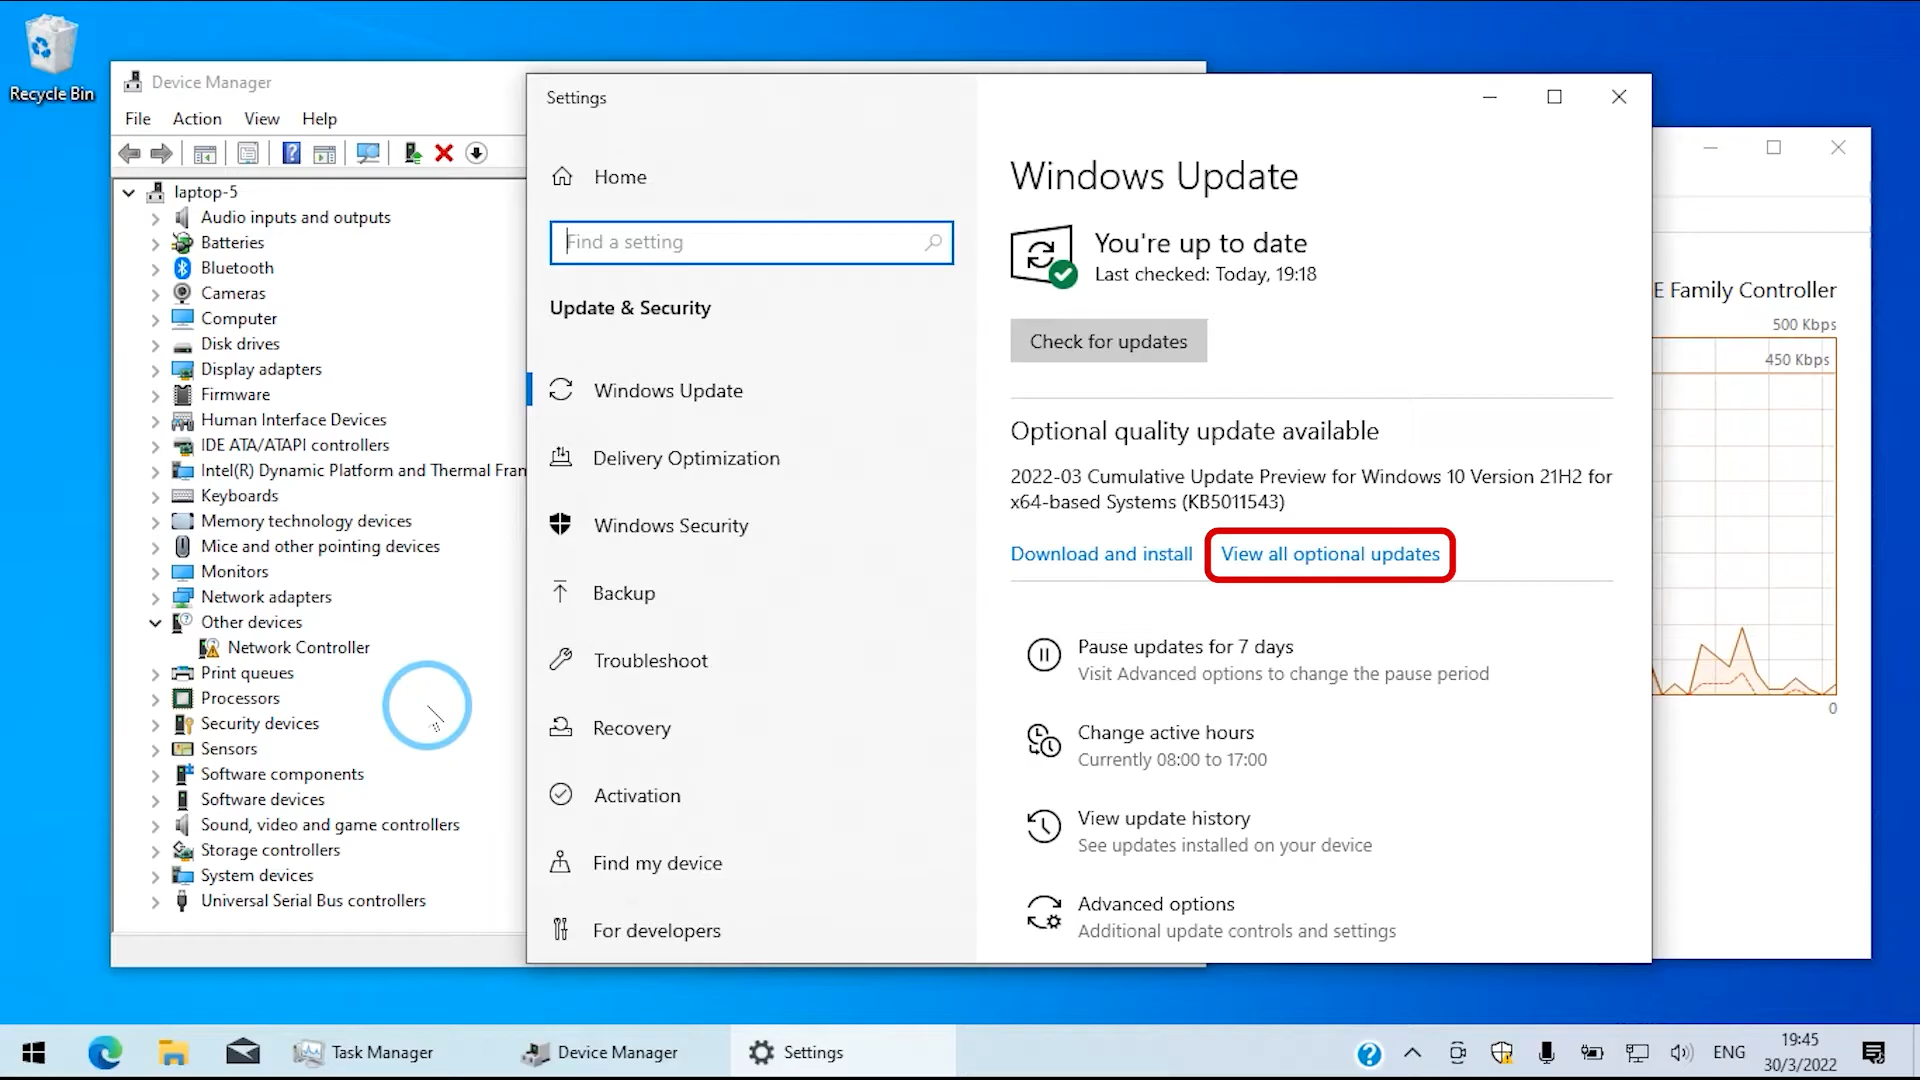 Recycle Bin
Device Manager
File Action View Help
laptop-5
Audio inputs and outputs
Batteries
Bluetooth
Cameras
Computer
Disk drives
Display adapters
Firmware
Human Interface Devices
IDE ATA/ATAPI controllers
Intel(R) Dynamic Platform and Thermal Fran
Keyboards
Memory technology devices
Mice and other pointing devices
Monitors
Network adapters
Other devices
Network Controller
Print queues
Processors
Security devices
Sensors
Software components
Software devices
Sound, video and game controllers
Storage controllers
System devices
Universal Serial Bus controllers
Settings
Home
Find a setting
Update & Security
Windows Update
Delivery Optimization
Windows Security
Backup
Troubleshoot
Recovery
Activation
Find my device
For developers
Windows Update
You're up to date
Last checked: Today, 19:18
Check for updates
Optional quality update available
2022-03 Cumulative Update Preview for Windows 10 Version 21H2 for
x64-based Systems (KB5011543)
Download and install View all optional updates
Pause updates for 7 days
Visit Advanced options to change the pause period
Change active hours
Currently 08:00 to 17:00
View update history
See updates installed on your device
Advanced options
Additional update controls and settings
E Family Controller
500 Kbps
450 Kbps
0
Task Manager
Device Manager
Settings
ENG
19:45
30/3/2022